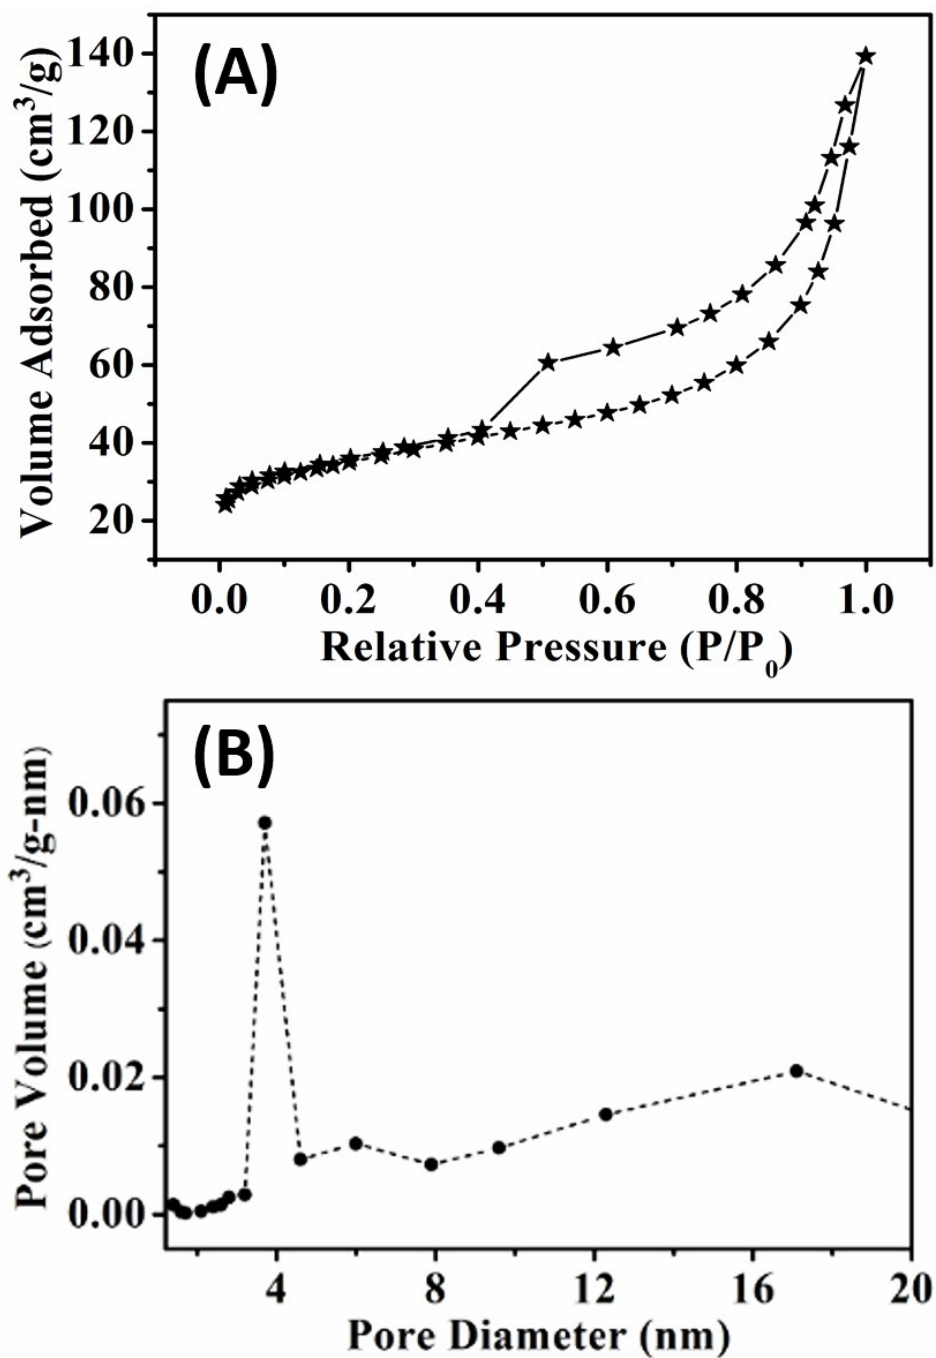 (A)
Volume Adsorbed (cm³/g)
140
120
100
80
60
40
20
0.0 0.2 0.4 0.6 0.8 1.0
Relative Pressure (P/P₀)
(B)
Pore Volume (cm³/g-nm)
0.06
0.04
0.02
0.00
4 8 12 16 20
Pore Diameter (nm)